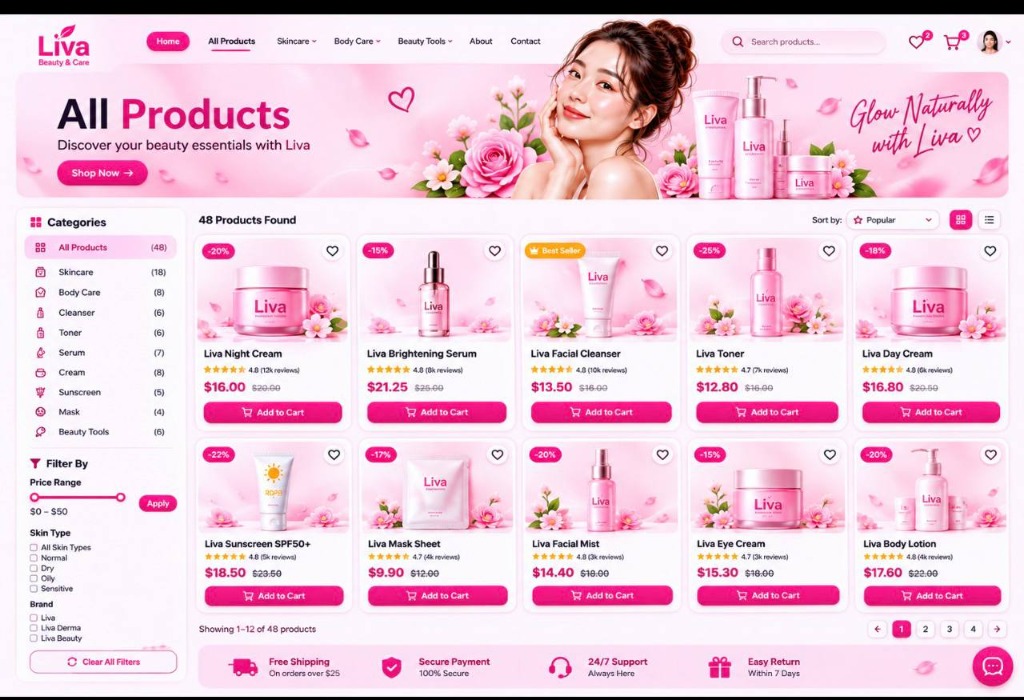 Liva
Beauty & Care
Home
All Products
Skincare
Body Care
Beauty Tools
About
Contact
Search products...
2
3
All Products
Discover your beauty essentials with Liva
Shop Now →
Liva
Liva
Liva
Glow Naturally
with Liva
Categories
All Products (48)
Skincare (18)
Body Care (8)
Cleanser (6)
Toner (6)
Serum (7)
Cream (8)
Sunscreen (5)
Mask (4)
Beauty Tools (6)
Filter By
Price Range
$0 – $50
Apply
Skin Type
All Skin Types
Normal
Dry
Oily
Sensitive
Brand
Liva
Liva Derma
Liva Beauty
Clear All Filters
48 Products Found
Sort by: Popular
-20%
Liva
Liva Night Cream
4.8 (12k reviews)
$16.00 $20.00
Add to Cart
-15%
Liva
Liva Brightening Serum
4.8 (8k reviews)
$21.25 $25.00
Add to Cart
Best Seller
Liva
Liva Facial Cleanser
4.8 (10k reviews)
$13.50 $18.00
Add to Cart
-25%
Liva
Liva Toner
4.7 (7k reviews)
$12.80 $16.00
Add to Cart
-18%
Liva
Liva Day Cream
4.8 (6k reviews)
$16.80 $20.50
Add to Cart
-22%
Liva Sunscreen SPF50+
4.8 (5k reviews)
$18.50 $23.50
Add to Cart
-17%
Liva
Liva Mask Sheet
4.7 (4k reviews)
$9.90 $12.00
Add to Cart
-20%
Liva
Liva Facial Mist
4.8 (3k reviews)
$14.40 $18.00
Add to Cart
-15%
Liva
Liva Eye Cream
4.7 (3k reviews)
$15.30 $18.00
Add to Cart
-20%
Liva
Liva Body Lotion
4.8 (4k reviews)
$17.60 $22.00
Add to Cart
Showing 1–12 of 48 products
← 1 2 3 4 →
Free Shipping
On orders over $25
Secure Payment
100% Secure
24/7 Support
Always Here
Easy Return
Within 7 Days